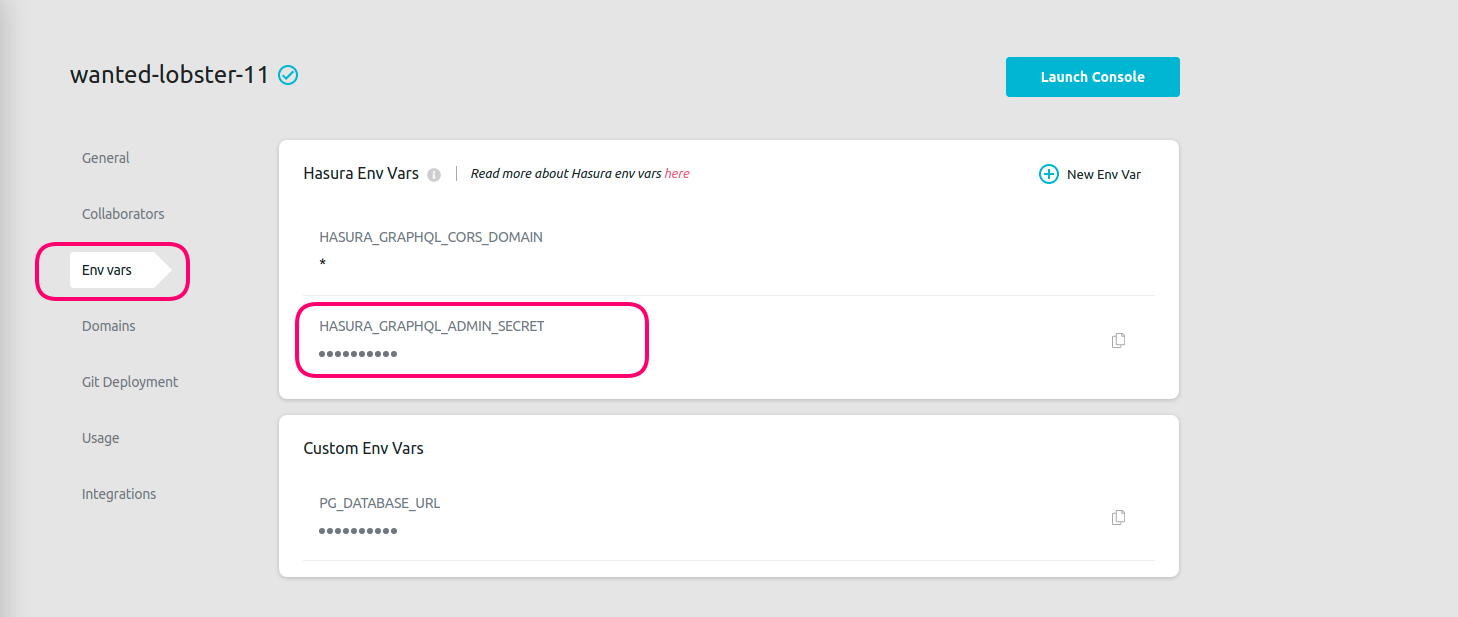 wanted-lobster-11
Launch Console
General
Collaborators
Env vars
Domains
Git Deployment
Usage
Integrations
Hasura Env Vars i | Read more about Hasura env vars here
New Env Var
HASURA_GRAPHQL_CORS_DOMAIN
*
HASURA_GRAPHQL_ADMIN_SECRET
●●●●●●●●●●
Custom Env Vars
PG_DATABASE_URL
●●●●●●●●●●